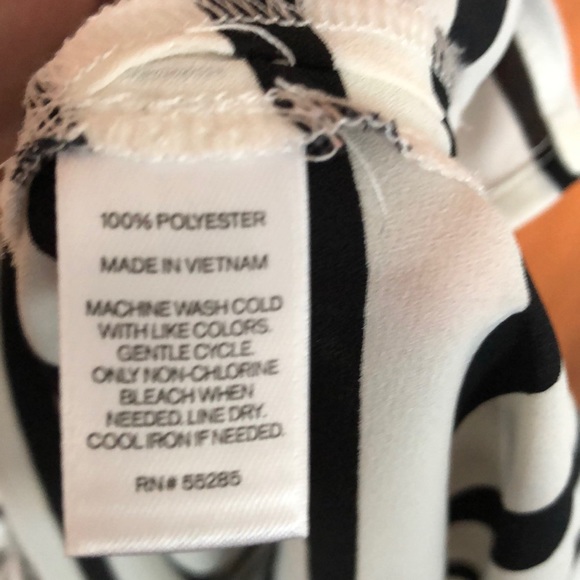 100% POLYESTER
MADE IN VIETNAM
MACHINE WASH COLD
WITH LIKE COLORS.
GENTLE CYCLE.
ONLY NON-CHLORINE
BLEACH WHEN
NEEDED. LINE DRY.
COOL IRON IF NEEDED.
RN# 55285